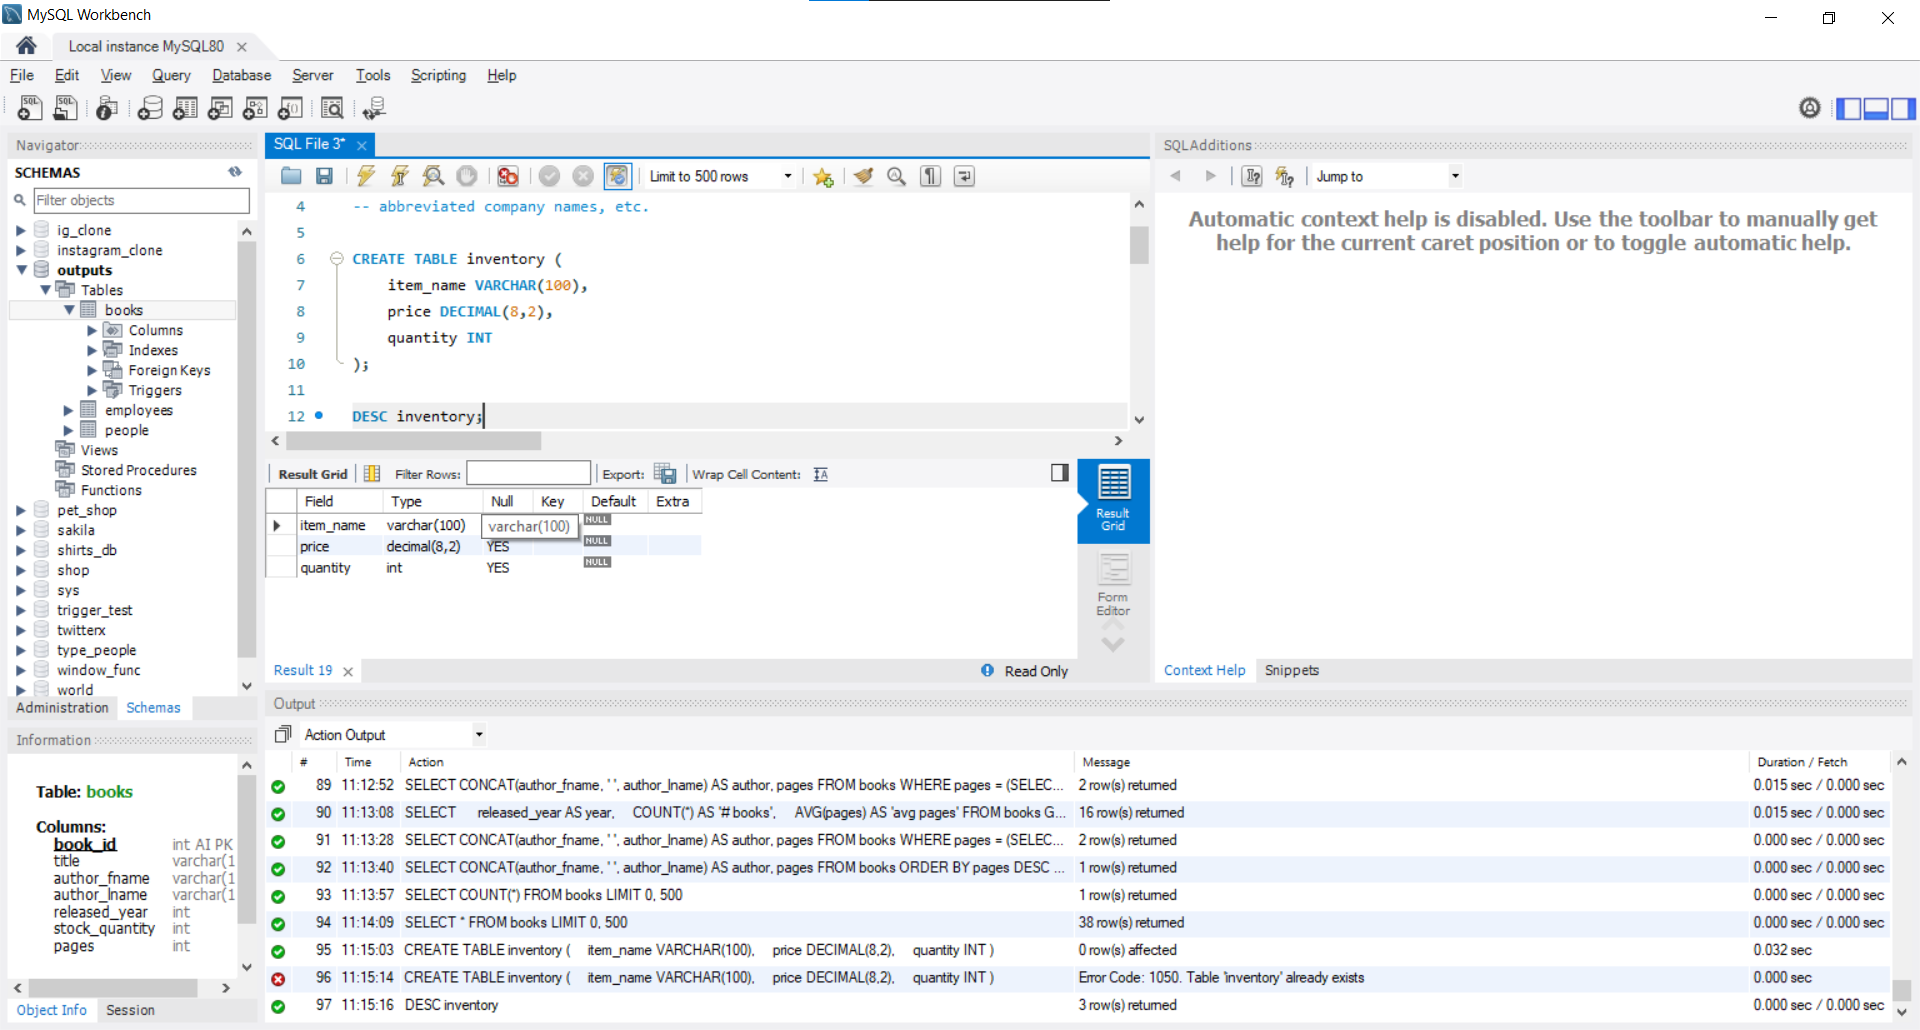 MySQL Workbench
Local instance MySQL80
File Edit View Query Database Server Tools Scripting Help
Navigator
SCHEMAS
Filter objects
ig_clone
instagram_clone
outputs
Tables
books
Columns
Indexes
Foreign Keys
Triggers
employees
people
Views
Stored Procedures
Functions
pet_shop
sakila
shirts_db
shop
sys
trigger_test
twitterx
type_people
window_func
world
Administration Schemas
Information
Table: books
Columns:
book_id int AI PK
title varchar(1
author_fname varchar(1
author_lname varchar(1
released_year int
stock_quantity int
pages int
Object Info Session
SQL File 3*
Limit to 500 rows
4 -- abbreviated company names, etc.
5
6 CREATE TABLE inventory (
7 item_name VARCHAR(100),
8 price DECIMAL(8,2),
9 quantity INT
10 );
11
12 DESC inventory;
Result Grid Filter Rows: Export: Wrap Cell Content:
Field Type Null Key Default Extra
item_name varchar(100) varchar(100) NULL
price decimal(8,2) YES NULL
quantity int YES NULL
Result Grid
Form Editor
Result 19
Read Only
SQLAdditions
Jump to
Automatic context help is disabled. Use the toolbar to manually get
help for the current caret position or to toggle automatic help.
Context Help Snippets
Output
Action Output
# Time Action Message Duration / Fetch
89 11:12:52 SELECT CONCAT(author_fname, ' ', author_lname) AS author, pages FROM books WHERE pages = (SELEC... 2 row(s) returned 0.015 sec / 0.000 sec
90 11:13:08 SELECT released_year AS year, COUNT(*) AS '# books', AVG(pages) AS 'avg pages' FROM books G... 16 row(s) returned 0.015 sec / 0.000 sec
91 11:13:28 SELECT CONCAT(author_fname, ' ', author_lname) AS author, pages FROM books WHERE pages = (SELEC... 2 row(s) returned 0.000 sec / 0.000 sec
92 11:13:40 SELECT CONCAT(author_fname, ' ', author_lname) AS author, pages FROM books ORDER BY pages DESC ... 1 row(s) returned 0.000 sec / 0.000 sec
93 11:13:57 SELECT COUNT(*) FROM books LIMIT 0, 500 1 row(s) returned 0.000 sec / 0.000 sec
94 11:14:09 SELECT * FROM books LIMIT 0, 500 38 row(s) returned 0.000 sec / 0.000 sec
95 11:15:03 CREATE TABLE inventory ( item_name VARCHAR(100), price DECIMAL(8,2), quantity INT ) 0 row(s) affected 0.032 sec
96 11:15:14 CREATE TABLE inventory ( item_name VARCHAR(100), price DECIMAL(8,2), quantity INT ) Error Code: 1050. Table 'inventory' already exists 0.000 sec
97 11:15:16 DESC inventory 3 row(s) returned 0.000 sec / 0.000 sec